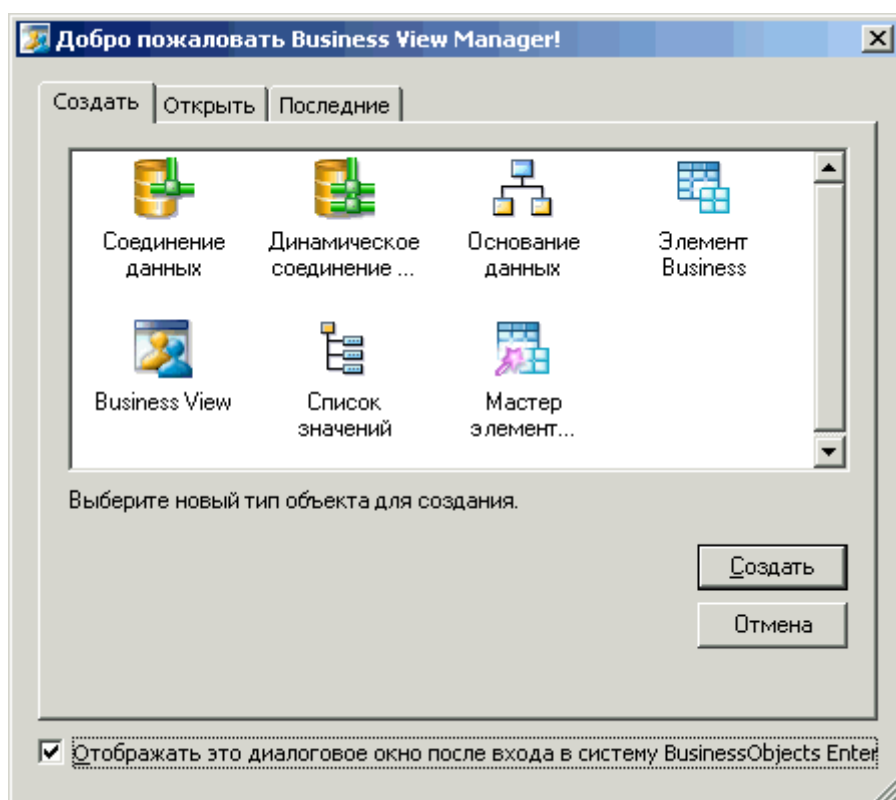 Добро пожаловать Business View Manager!
Создать Открыть Последние
Соединение данных
Динамическое соединение ...
Основание данных
Элемент Business
Business View
Список значений
Мастер элемент...
Выберите новый тип объекта для создания.
Создать
Отмена
Отображать это диалоговое окно после входа в систему BusinessObjects Enter